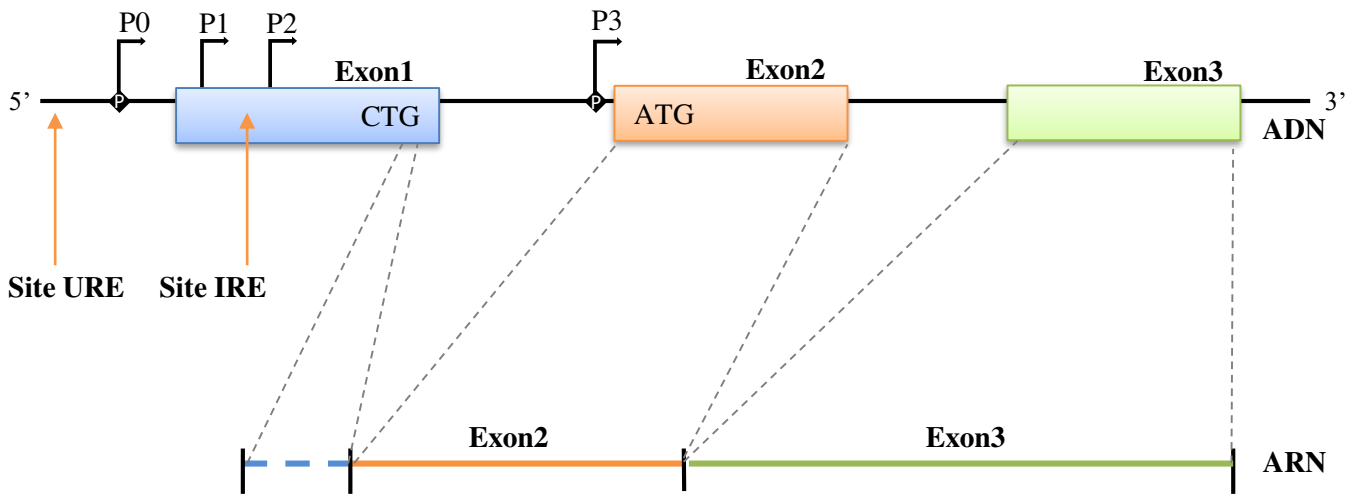 P0
P1
P2
P3
Exon1
Exon2
Exon3
5’
P
CTG
P
ATG
3’
ADN
Site URE
Site IRE
Exon2
Exon3
ARN